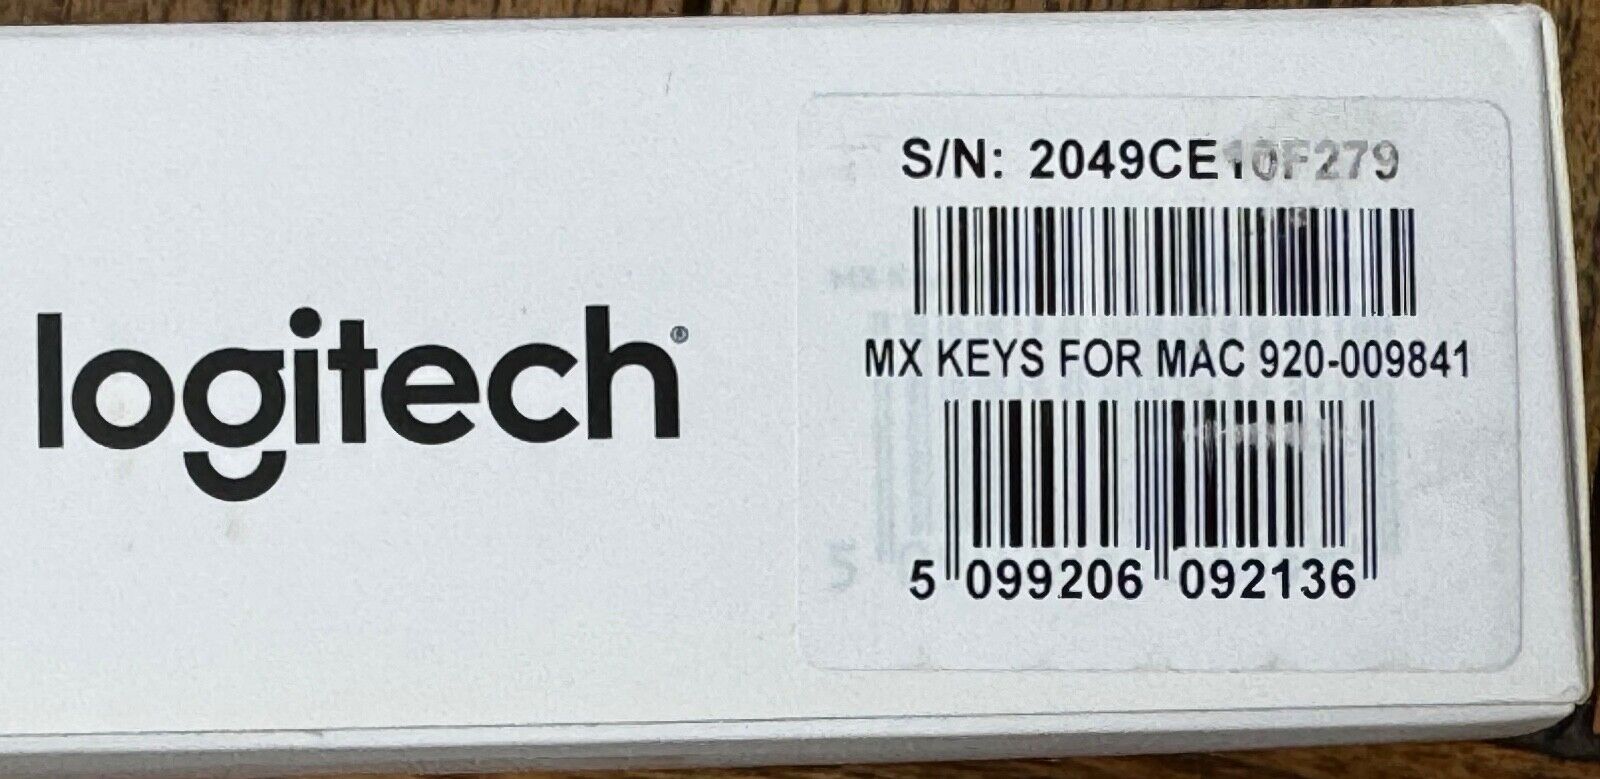 logitech®
S/N: 2049CE10F279
MX KEYS FOR MAC 920-009841
5 099206 092136